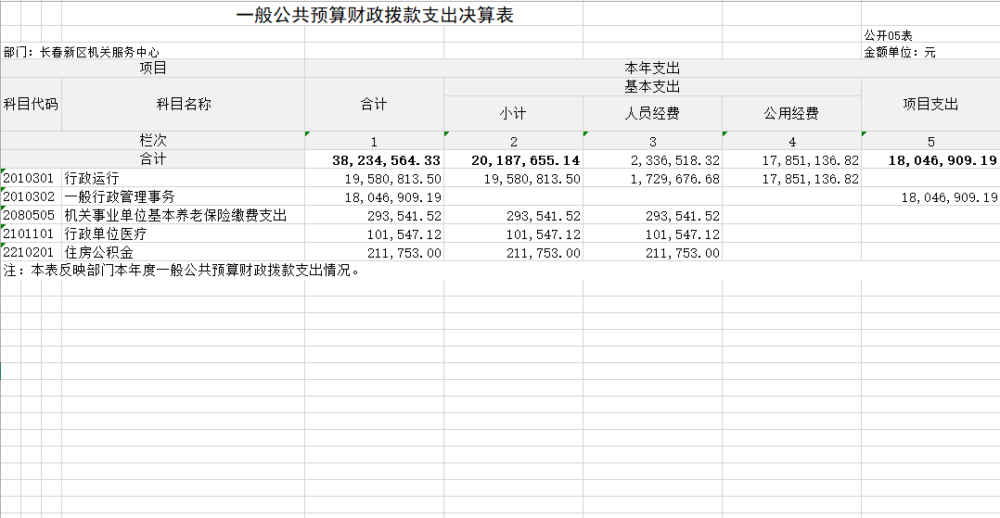 一般公共预算财政拨款支出决算表
公开05表
部门：长春新区机关服务中心 金额单位：元
项目 本年支出
科目代码 科目名称 合计 基本支出 项目支出
小计 人员经费 公用经费
栏次 1 2 3 4 5
合计 38,234,564.33 20,187,655.14 2,336,518.32 17,851,136.82 18,046,909.19
2010301 行政运行 19,580,813.50 19,580,813.50 1,729,676.68 17,851,136.82
2010302 一般行政管理事务 18,046,909.19 18,046,909.19
2080505 机关事业单位基本养老保险缴费支出 293,541.52 293,541.52 293,541.52
2101101 行政单位医疗 101,547.12 101,547.12 101,547.12
2210201 住房公积金 211,753.00 211,753.00 211,753.00
注：本表反映部门本年度一般公共预算财政拨款支出情况。